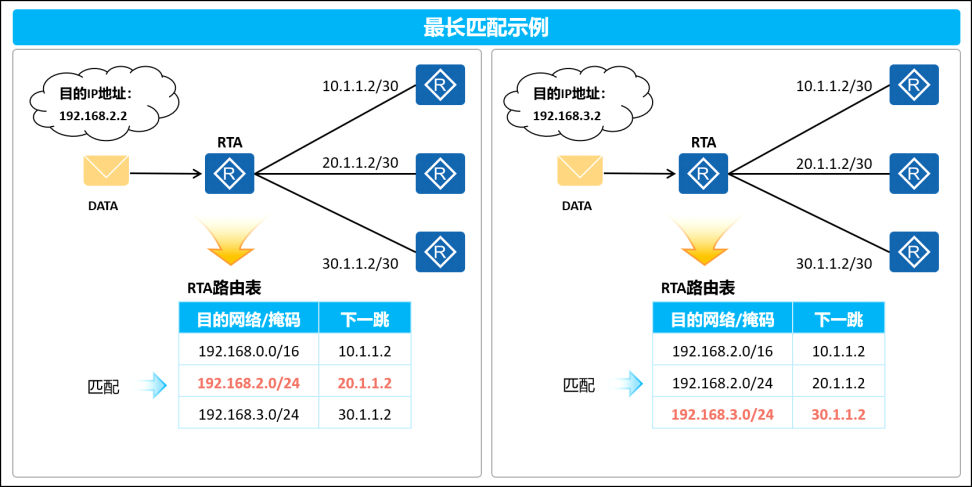 最长匹配示例
目的IP地址：
192.168.2.2
DATA
RTA
R
10.1.1.2/30
R
20.1.1.2/30
R
30.1.1.2/30
R
RTA路由表
目的网络/掩码 下一跳
192.168.0.0/16 10.1.1.2
匹配 192.168.2.0/24 20.1.1.2
192.168.3.0/24 30.1.1.2
目的IP地址：
192.168.3.2
DATA
RTA
R
10.1.1.2/30
R
20.1.1.2/30
R
30.1.1.2/30
R
RTA路由表
目的网络/掩码 下一跳
192.168.2.0/16 10.1.1.2
匹配 192.168.2.0/24 20.1.1.2
192.168.3.0/24 30.1.1.2